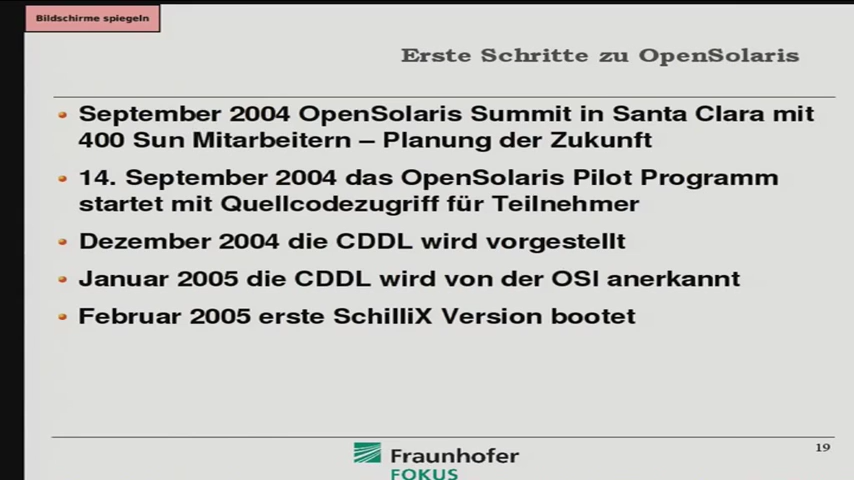 Bildschirme spiegeln
Erste Schritte zu OpenSolaris
September 2004 OpenSolaris Summit in Santa Clara mit
400 Sun Mitarbeitern – Planung der Zukunft
14. September 2004 das OpenSolaris Pilot Programm
startet mit Quellcodezugriff für Teilnehmer
Dezember 2004 die CDDL wird vorgestellt
Januar 2005 die CDDL wird von der OSI anerkannt
Februar 2005 erste SchilliX Version bootet
19
Fraunhofer
FOKUS